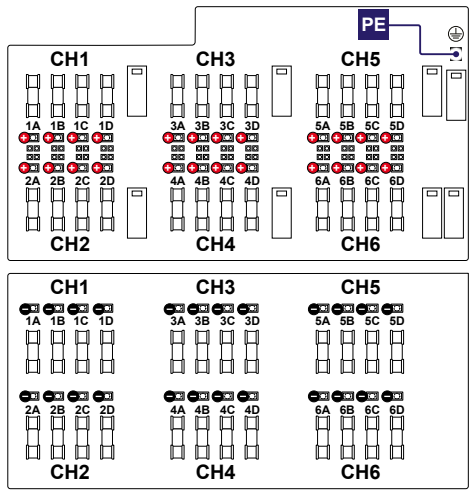 PE
CH1 CH3 CH5
1A 1B 1C 1D 3A 3B 3C 3D 5A 5B 5C 5D
2A 2B 2C 2D 4A 4B 4C 4D 6A 6B 6C 6D
CH2 CH4 CH6
CH1 CH3 CH5
1A 1B 1C 1D 3A 3B 3C 3D 5A 5B 5C 5D
2A 2B 2C 2D 4A 4B 4C 4D 6A 6B 6C 6D
CH2 CH4 CH6